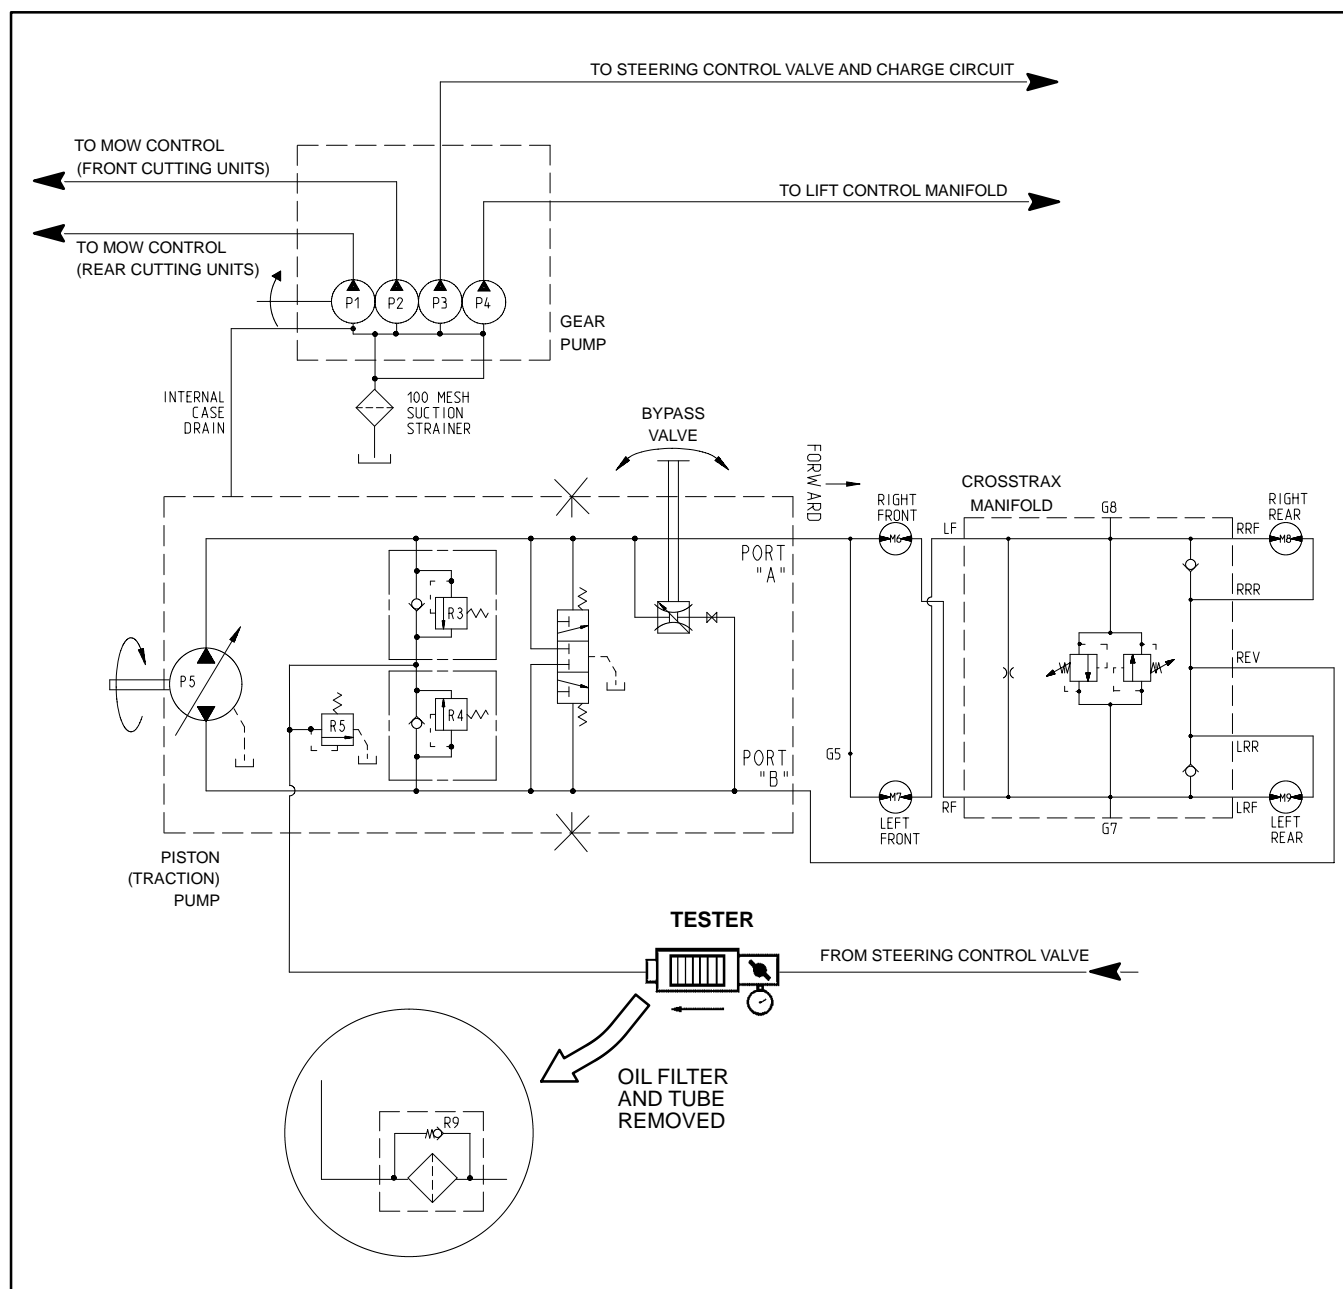 TO STEERING CONTROL VALVE AND CHARGE CIRCUIT
TO MOW CONTROL
(FRONT CUTTING UNITS)
TO LIFT CONTROL MANIFOLD
TO MOW CONTROL
(REAR CUTTING UNITS)
P1
P2
P3
P4
GEAR
PUMP
INTERNAL
CASE
DRAIN
100 MESH
SUCTION
STRAINER
BYPASS
VALVE
FORW ARD
RIGHT
FRONT
CROSSTRAX
MANIFOLD
G8
RIGHT
REAR
LF
RRF
M6
M8
PORT
"A"
RRR
R3
REV
P5
R4
R5
G5
PORT
"B"
LRR
M7
M9
RF
LRF
LEFT
FRONT
G7
LEFT
REAR
PISTON
(TRACTION)
PUMP
TESTER
FROM STEERING CONTROL VALVE
OIL FILTER
AND TUBE
REMOVED
R9